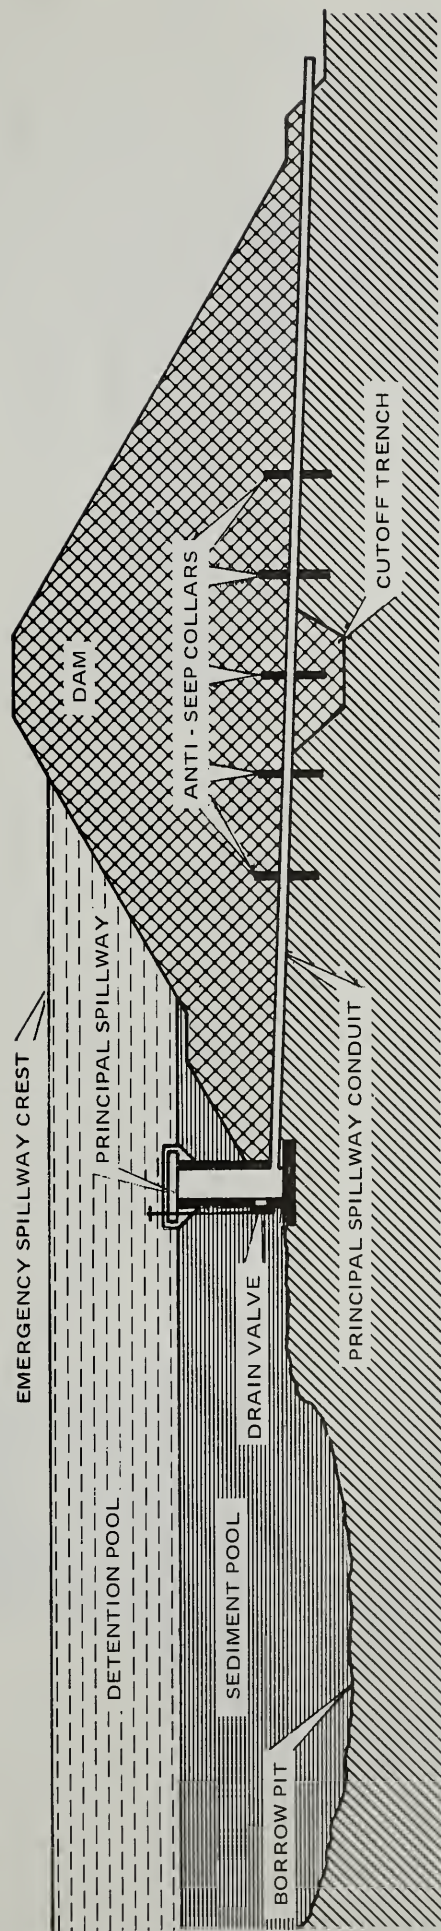 EMERGENCY SPILLWAY CREST
DAM
PRINCIPAL SPILLWAY
DETENTION POOL
ANTI - SEEP COLLARS
SEDIMENT POOL
DRAIN VALVE
BORROW PIT
PRINCIPAL SPILLWAY CONDUIT
CUTOFF TRENCH